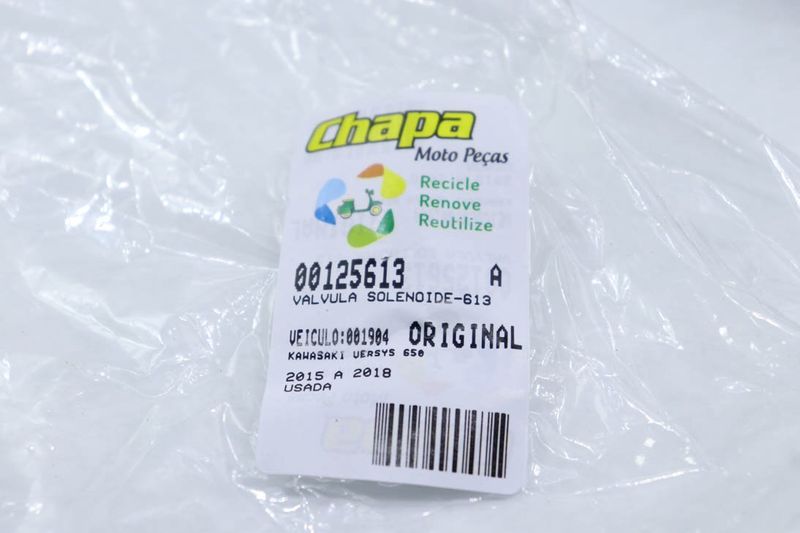 Chapa
Moto Peças
Recicle
Renove
Reutilize
00125613 A
VALVULA SOLENOIDE-613
VEICULO:001904 ORIGINAL
KAWASAKI VERSYS 650
2015 A 2018
USADA